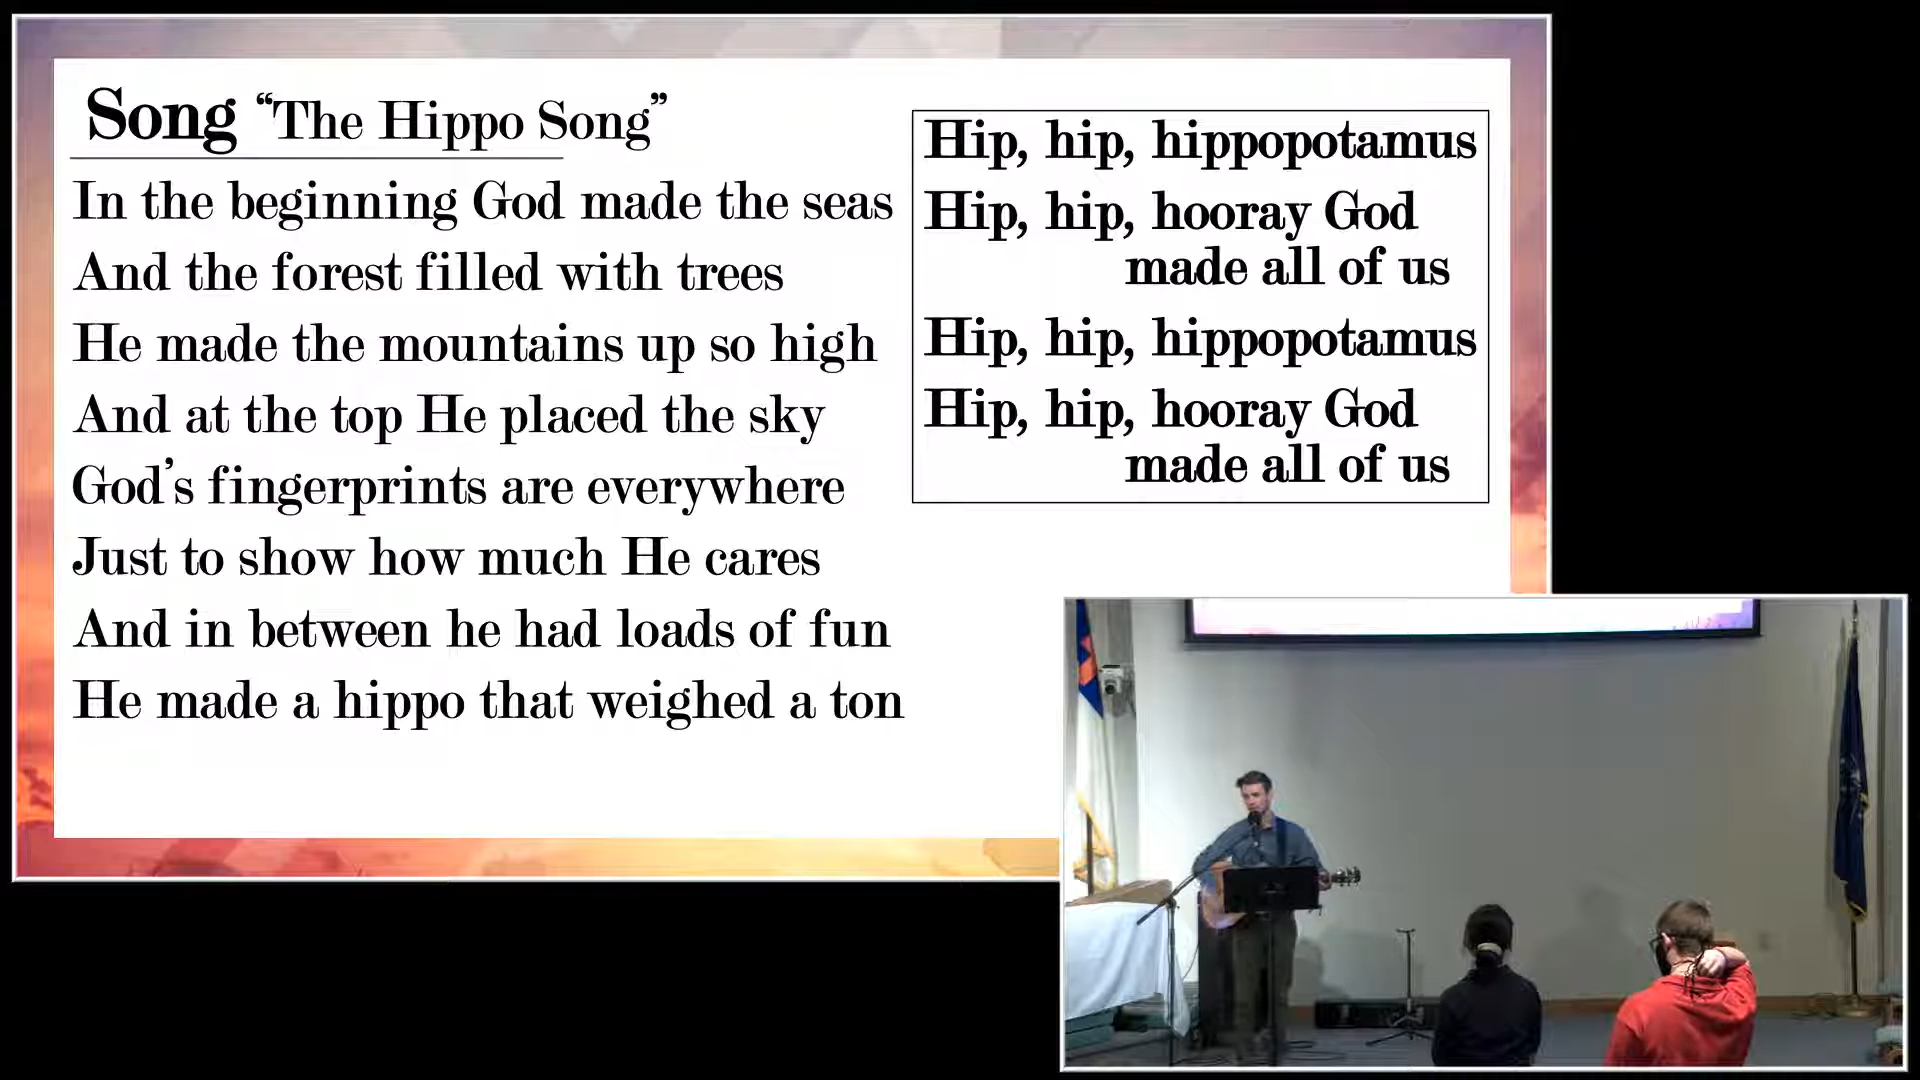 Song “The Hippo Song”
In the beginning God made the seas
And the forest filled with trees
He made the mountains up so high
And at the top He placed the sky
God’s fingerprints are everywhere
Just to show how much He cares
And in between he had loads of fun
He made a hippo that weighed a ton
Hip, hip, hippopotamus
Hip, hip, hooray God
made all of us
Hip, hip, hippopotamus
Hip, hip, hooray God
made all of us